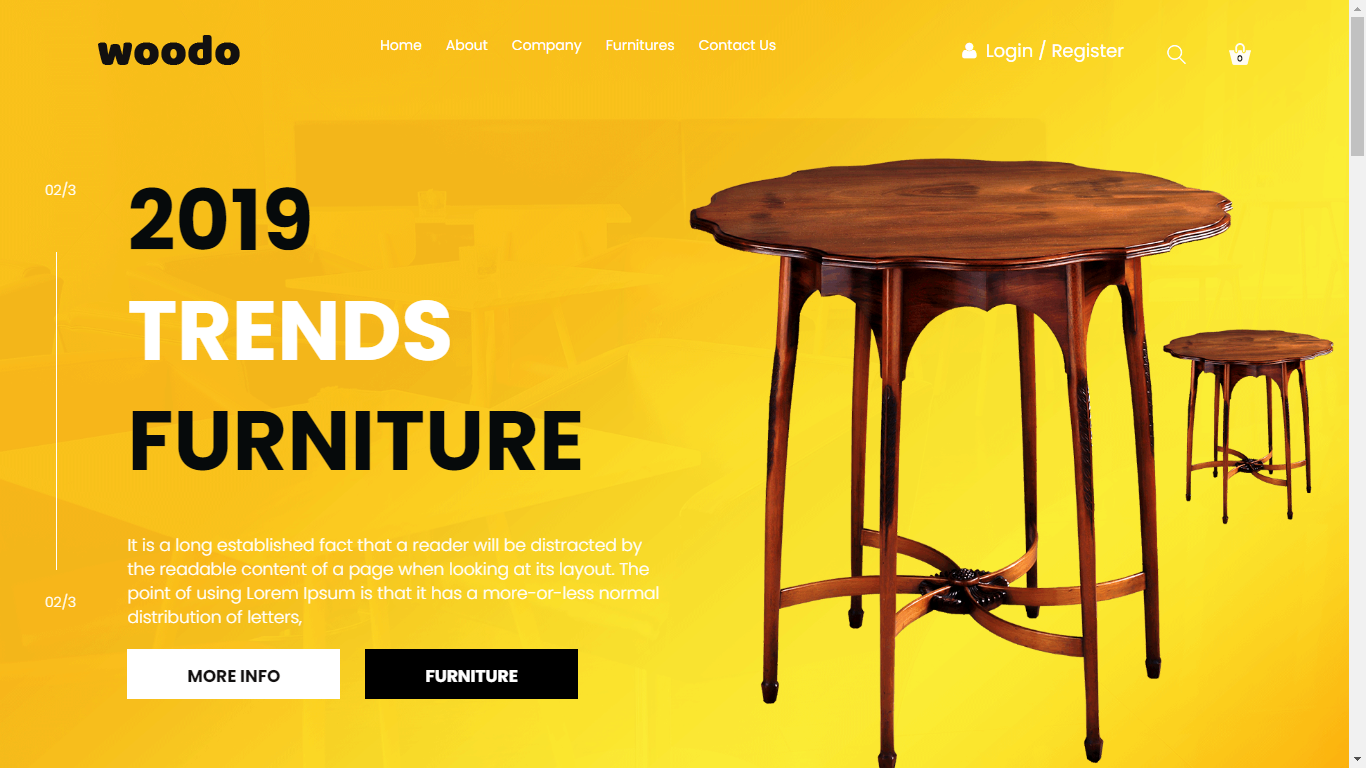 woodo
Home About Company Furnitures Contact Us
Login / Register
0
02/3
2019
TRENDS
FURNITURE
It is a long established fact that a reader will be distracted by
the readable content of a page when looking at its layout. The
point of using Lorem Ipsum is that it has a more-or-less normal
distribution of letters,
02/3
MORE INFO
FURNITURE